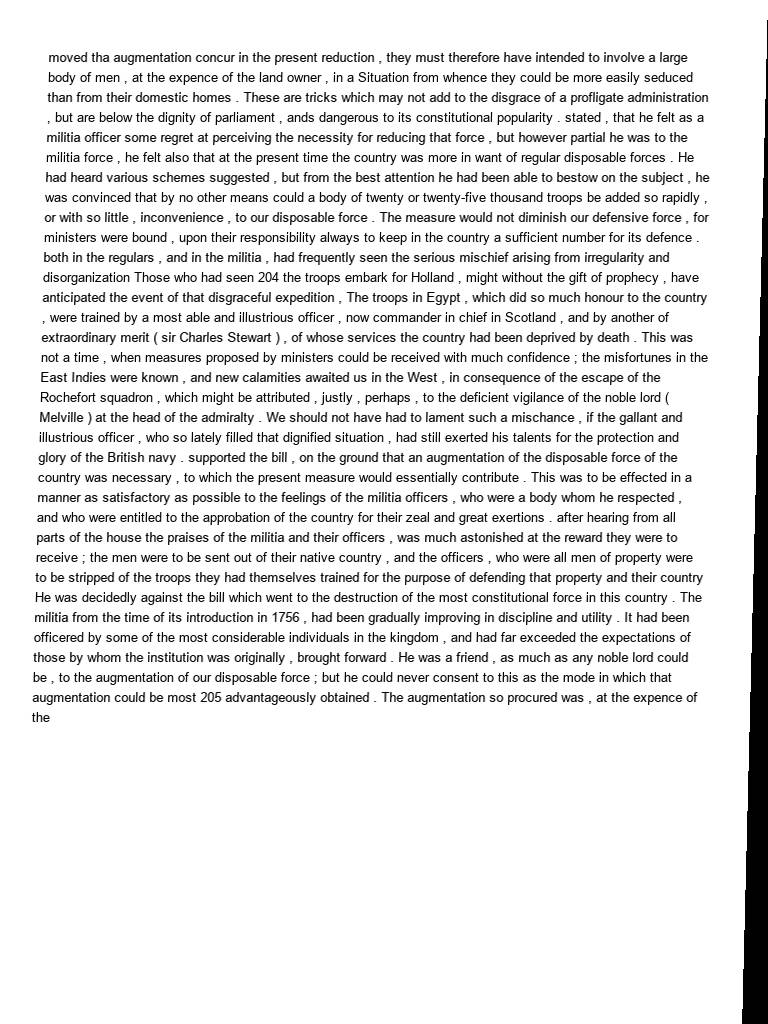 moved tha augmentation concur in the present reduction , they must therefore have intended to involve a large
body of men , at the expence of the land owner , in a Situation from whence they could be more easily seduced
than from their domestic homes . These are tricks which may not add to the disgrace of a profligate administration
, but are below the dignity of parliament , ands dangerous to its constitutional popularity . stated , that he felt as a
militia officer some regret at perceiving the necessity for reducing that force , but however partial he was to the
militia force , he felt also that at the present time the country was more in want of regular disposable forces . He
had heard various schemes suggested , but from the best attention he had been able to bestow on the subject , he
was convinced that by no other means could a body of twenty or twenty-five thousand troops be added so rapidly ,
or with so little , inconvenience , to our disposable force . The measure would not diminish our defensive force , for
ministers were bound , upon their responsibility always to keep in the country a sufficient number for its defence .
both in the regulars , and in the militia , had frequently seen the serious mischief arising from irregularity and
disorganization Those who had seen 204 the troops embark for Holland , might without the gift of prophecy , have
anticipated the event of that disgraceful expedition , The troops in Egypt , which did so much honour to the country
, were trained by a most able and illustrious officer , now commander in chief in Scotland , and by another of
extraordinary merit ( sir Charles Stewart ) , of whose services the country had been deprived by death . This was
not a time , when measures proposed by ministers could be received with much confidence ; the misfortunes in the
East Indies were known , and new calamities awaited us in the West , in consequence of the escape of the
Rochefort squadron , which might be attributed , justly , perhaps , to the deficient vigilance of the noble lord (
Melville ) at the head of the admiralty . We should not have had to lament such a mischance , if the gallant and
illustrious officer , who so lately filled that dignified situation , had still exerted his talents for the protection and
glory of the British navy . supported the bill , on the ground that an augmentation of the disposable force of the
country was necessary , to which the present measure would essentially contribute . This was to be effected in a
manner as satisfactory as possible to the feelings of the militia officers , who were a body whom he respected ,
and who were entitled to the approbation of the country for their zeal and great exertions . after hearing from all
parts of the house the praises of the militia and their officers , was much astonished at the reward they were to
receive ; the men were to be sent out of their native country , and the officers , who were all men of property were
to be stripped of the troops they had themselves trained for the purpose of defending that property and their country
He was decidedly against the bill which went to the destruction of the most constitutional force in this country . The
militia from the time of its introduction in 1756 , had been gradually improving in discipline and utility . It had been
officered by some of the most considerable individuals in the kingdom , and had far exceeded the expectations of
those by whom the institution was originally , brought forward . He was a friend , as much as any noble lord could
be , to the augmentation of our disposable force ; but he could never consent to this as the mode in which that
augmentation could be most 205 advantageously obtained . The augmentation so procured was , at the expence of
the